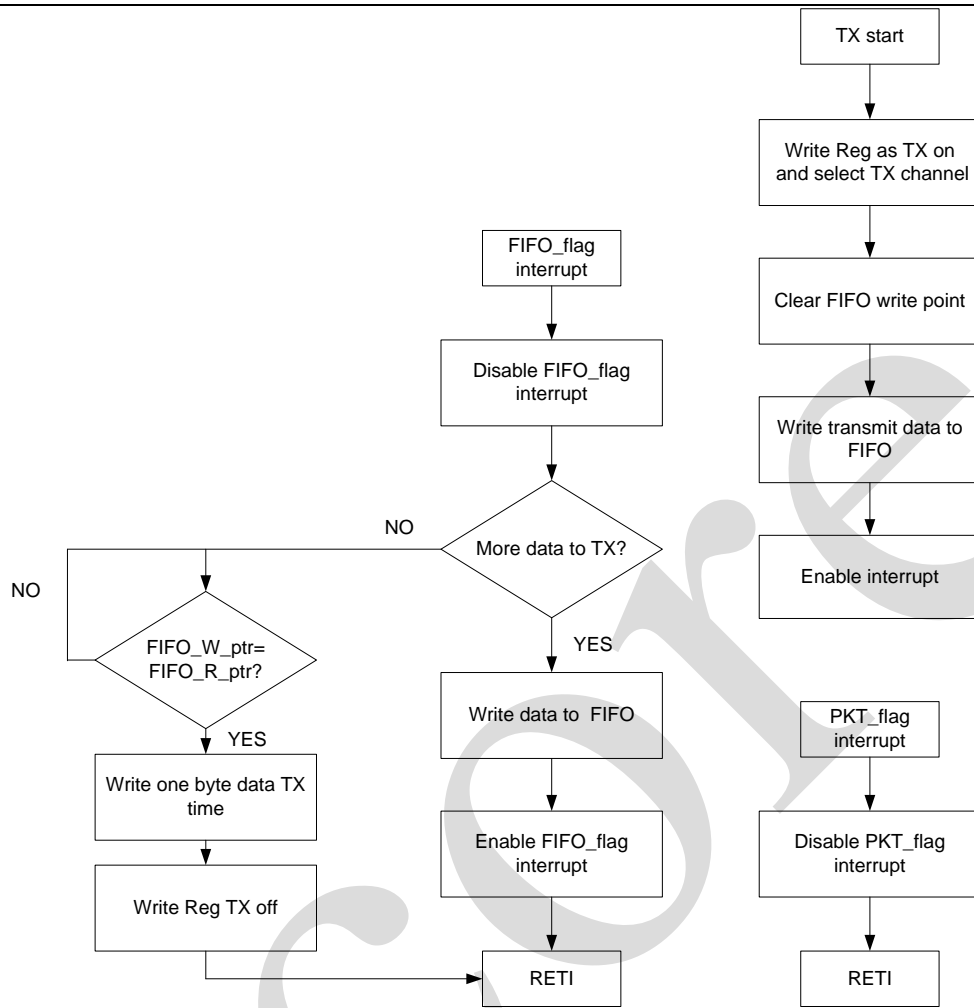 TX start
Write Reg as TX on
and select TX channel
Clear FIFO write point
Write transmit data to
FIFO
Enable interrupt
FIFO_flag
interrupt
Disable FIFO_flag
interrupt
More data to TX?
NO
YES
NO
FIFO_W_ptr=
FIFO_R_ptr?
YES
Write one byte data TX
time
Write Reg TX off
Write data to FIFO
Enable FIFO_flag
interrupt
RETI
PKT_flag
interrupt
Disable PKT_flag
interrupt
RETI
core